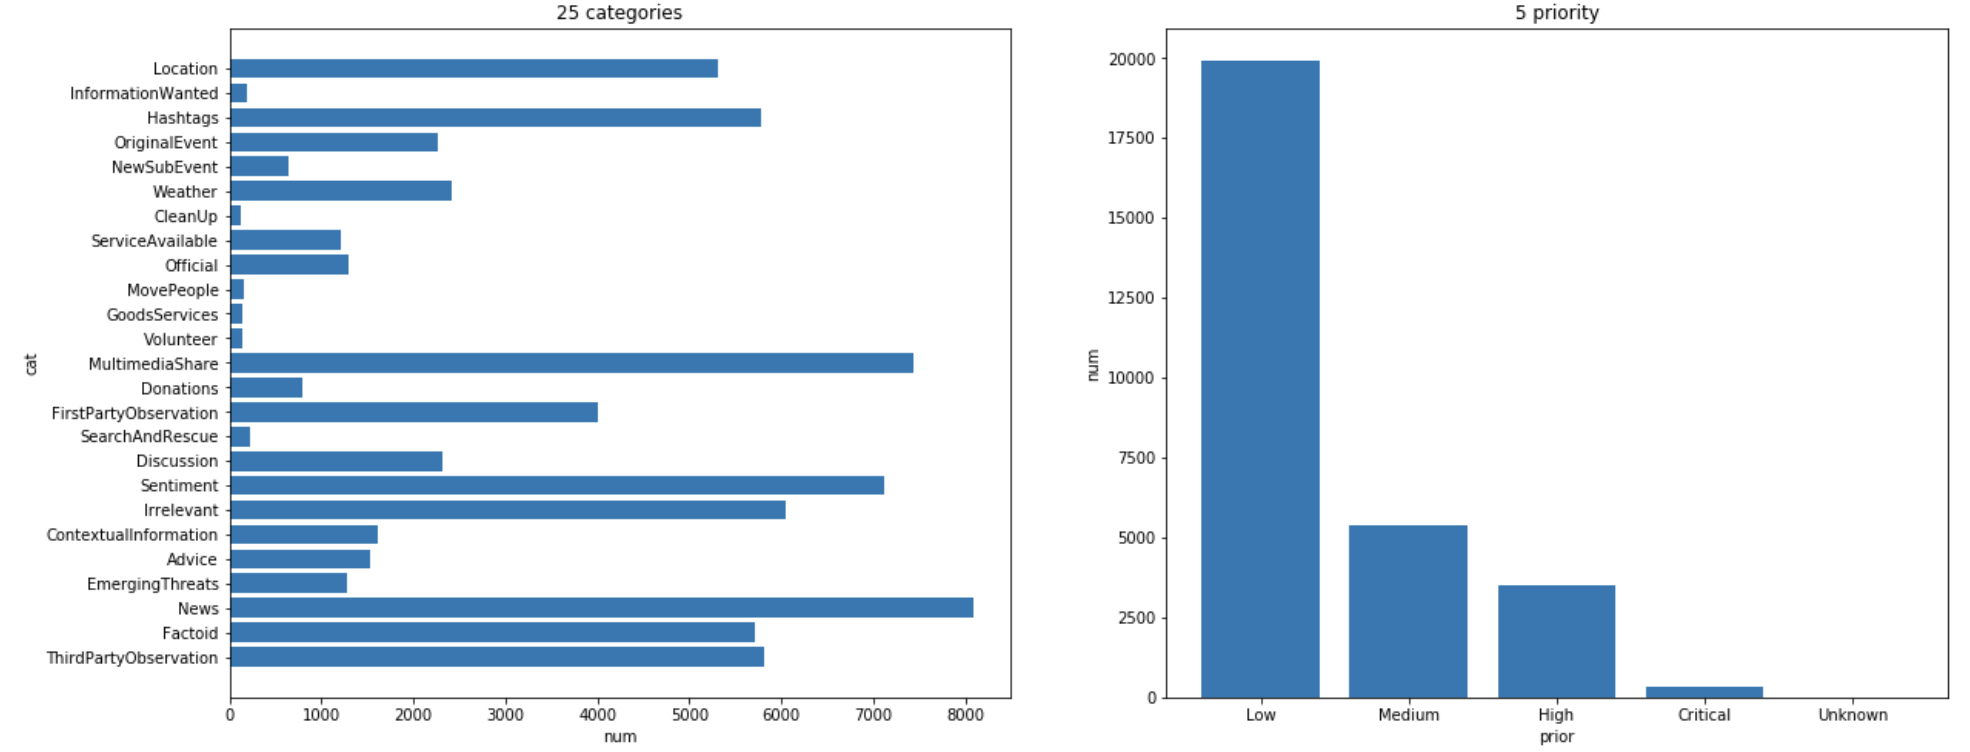 25 categories
Location
InformationWanted
Hashtags
OriginalEvent
NewSubEvent
Weather
CleanUp
ServiceAvailable
Official
MovePeople
GoodsServices
Volunteer
MultimediaShare
Donations
FirstPartyObservation
SearchAndRescue
Discussion
Sentiment
Irrelevant
ContextualInformation
Advice
EmergingThreats
News
Factoid
ThirdPartyObservation
cat
0 1000 2000 3000 4000 5000 6000 7000 8000
num
5 priority
20000
17500
15000
12500
10000
7500
5000
2500
0
num
Low Medium High Critical Unknown
prior